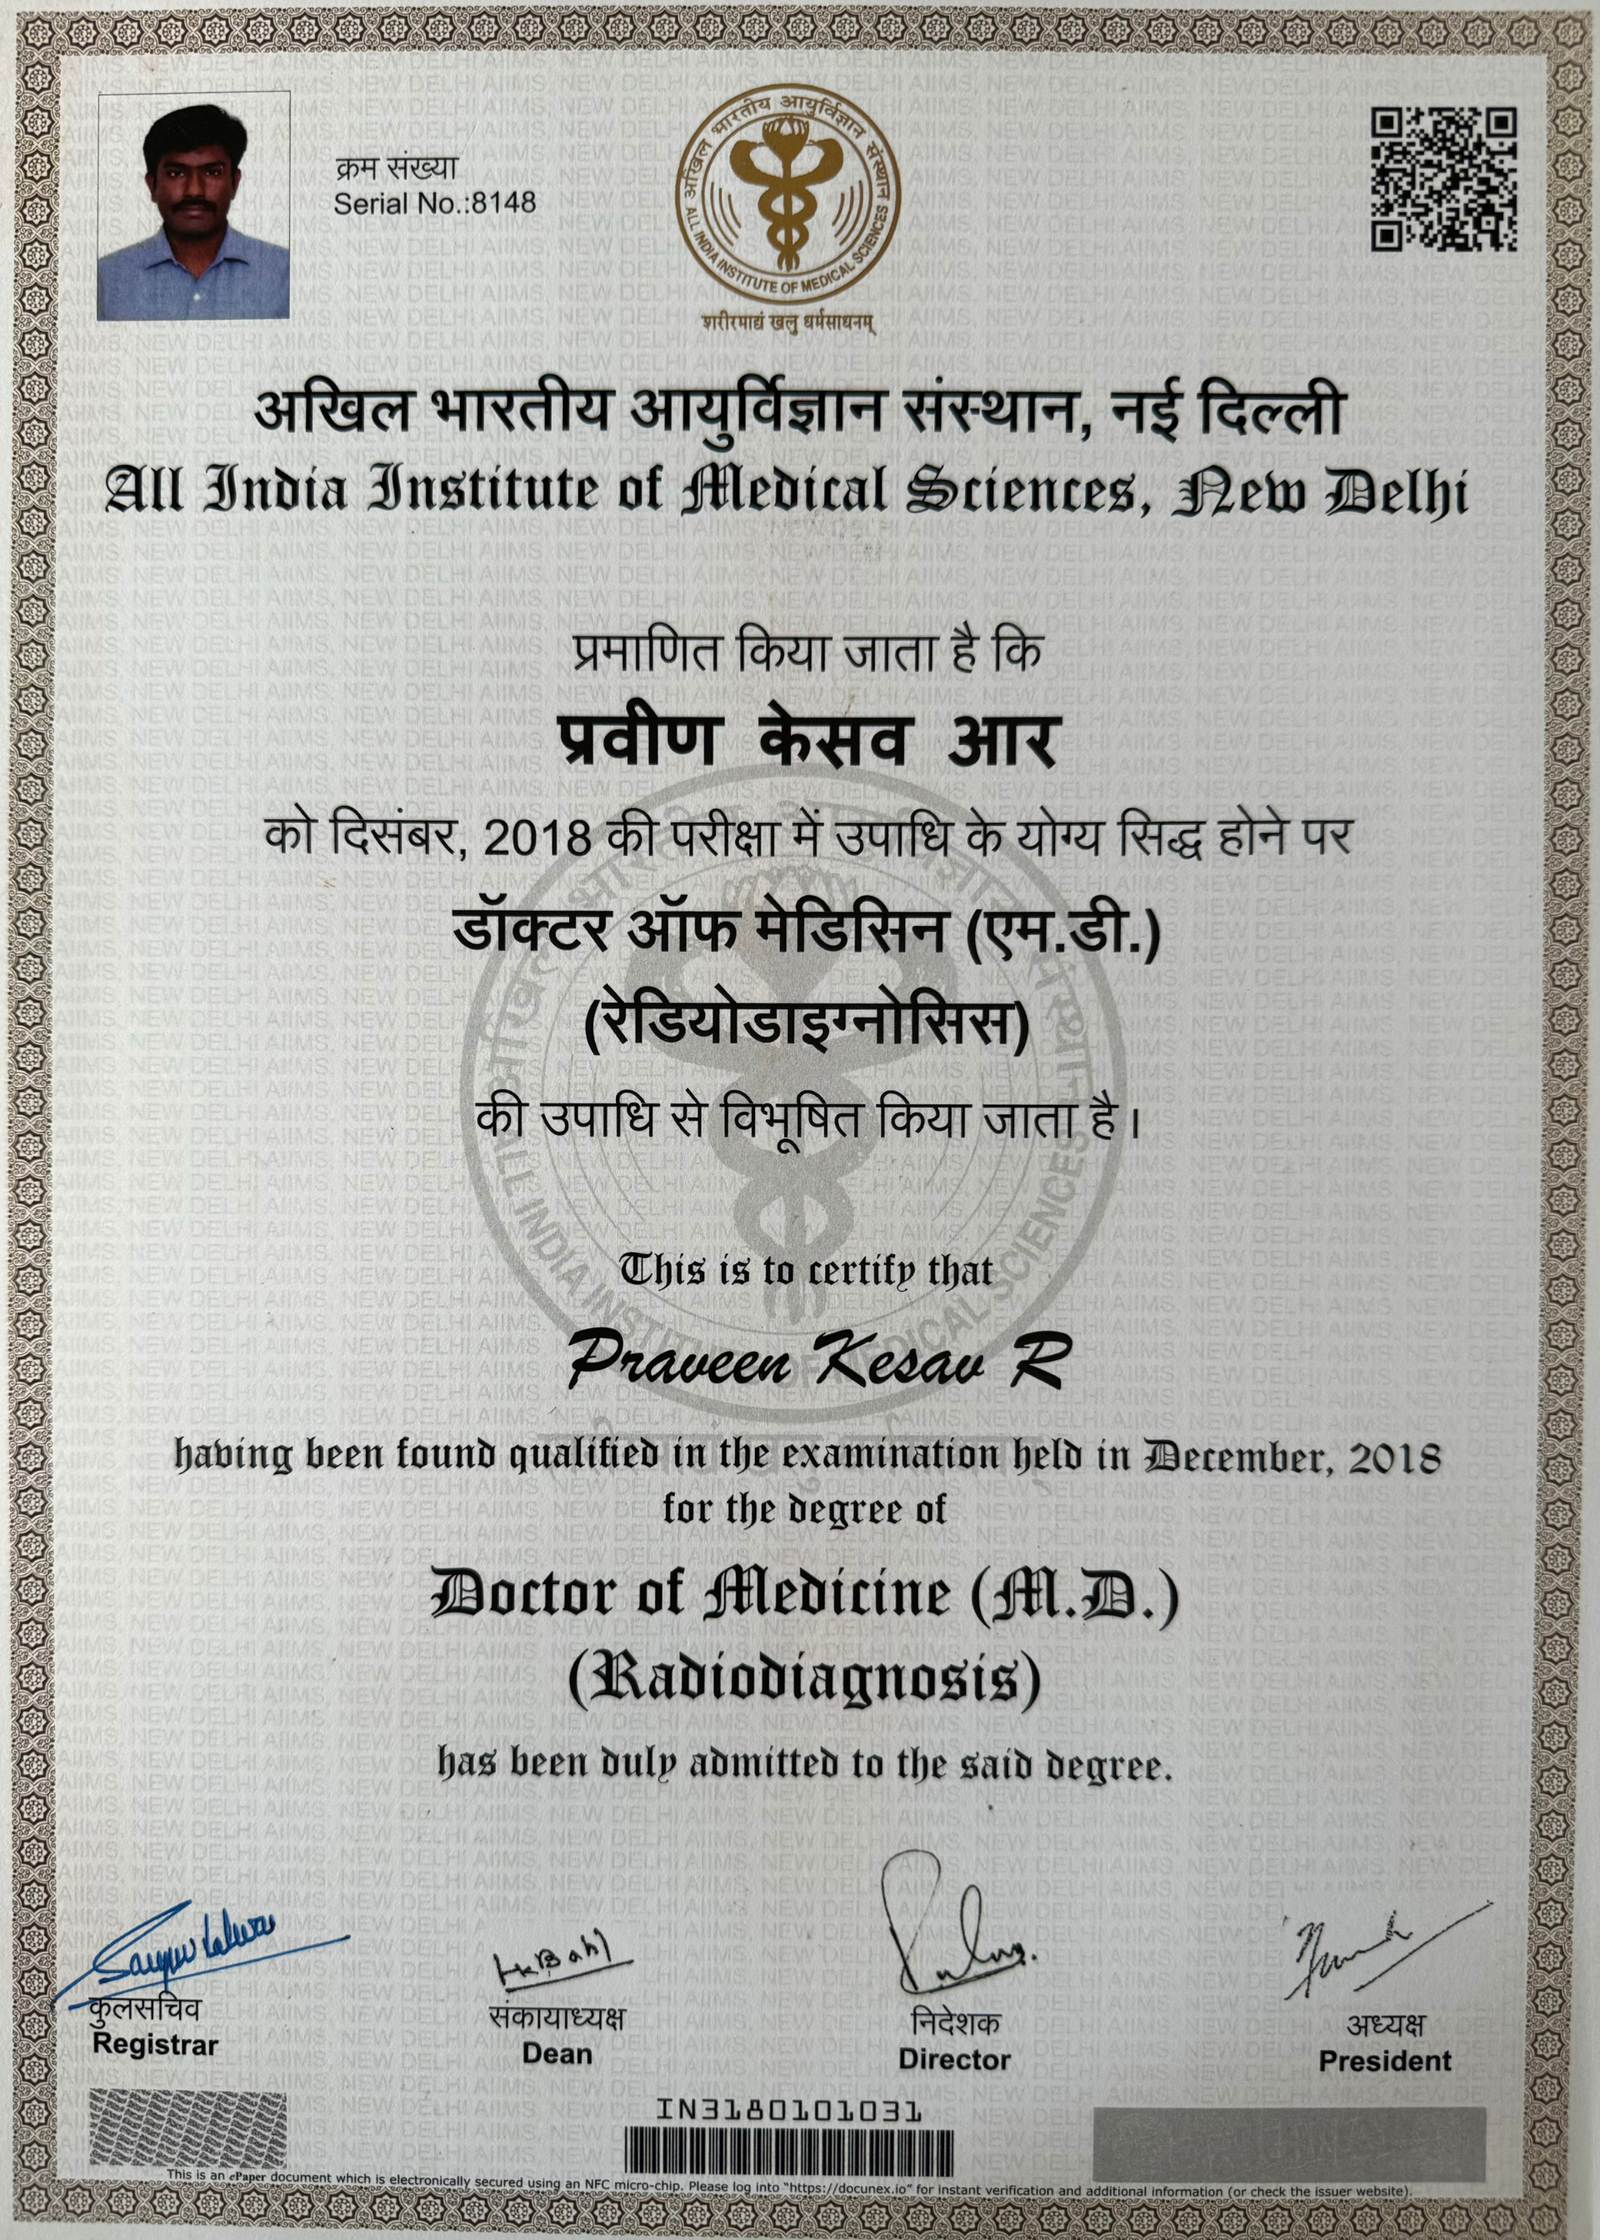 क्रम संख्या
Serial No.:8148
अखिल भारतीय आयुर्विज्ञान संस्थान
ALL INDIA INSTITUTE OF MEDICAL SCIENCES
शरीरमाद्यं खलु धर्मसाधनम्
अखिल भारतीय आयुर्विज्ञान संस्थान, नई दिल्ली
All India Institute of Medical Sciences, New Delhi
प्रमाणित किया जाता है कि
प्रवीण केसव आर
को दिसंबर, 2018 की परीक्षा में उपाधि के योग्य सिद्ध होने पर
डॉक्टर ऑफ मेडिसिन (एम.डी.)
(रेडियोडाइग्नोसिस)
की उपाधि से विभूषित किया जाता है।
This is to certify that
Praveen Kesav R
having been found qualified in the examination held in December, 2018
for the degree of
Doctor of Medicine (M.D.)
(Radiodiagnosis)
has been duly admitted to the said degree.
कुलसचिव
Registrar
संकायाध्यक्ष
Dean
निदेशक
Director
अध्यक्ष
President
IN3180101031
This is an ePaper document which is electronically secured using an NFC micro-chip. Please log into "https://docunex.io" for instant verification and additional information (or check the issuer website).